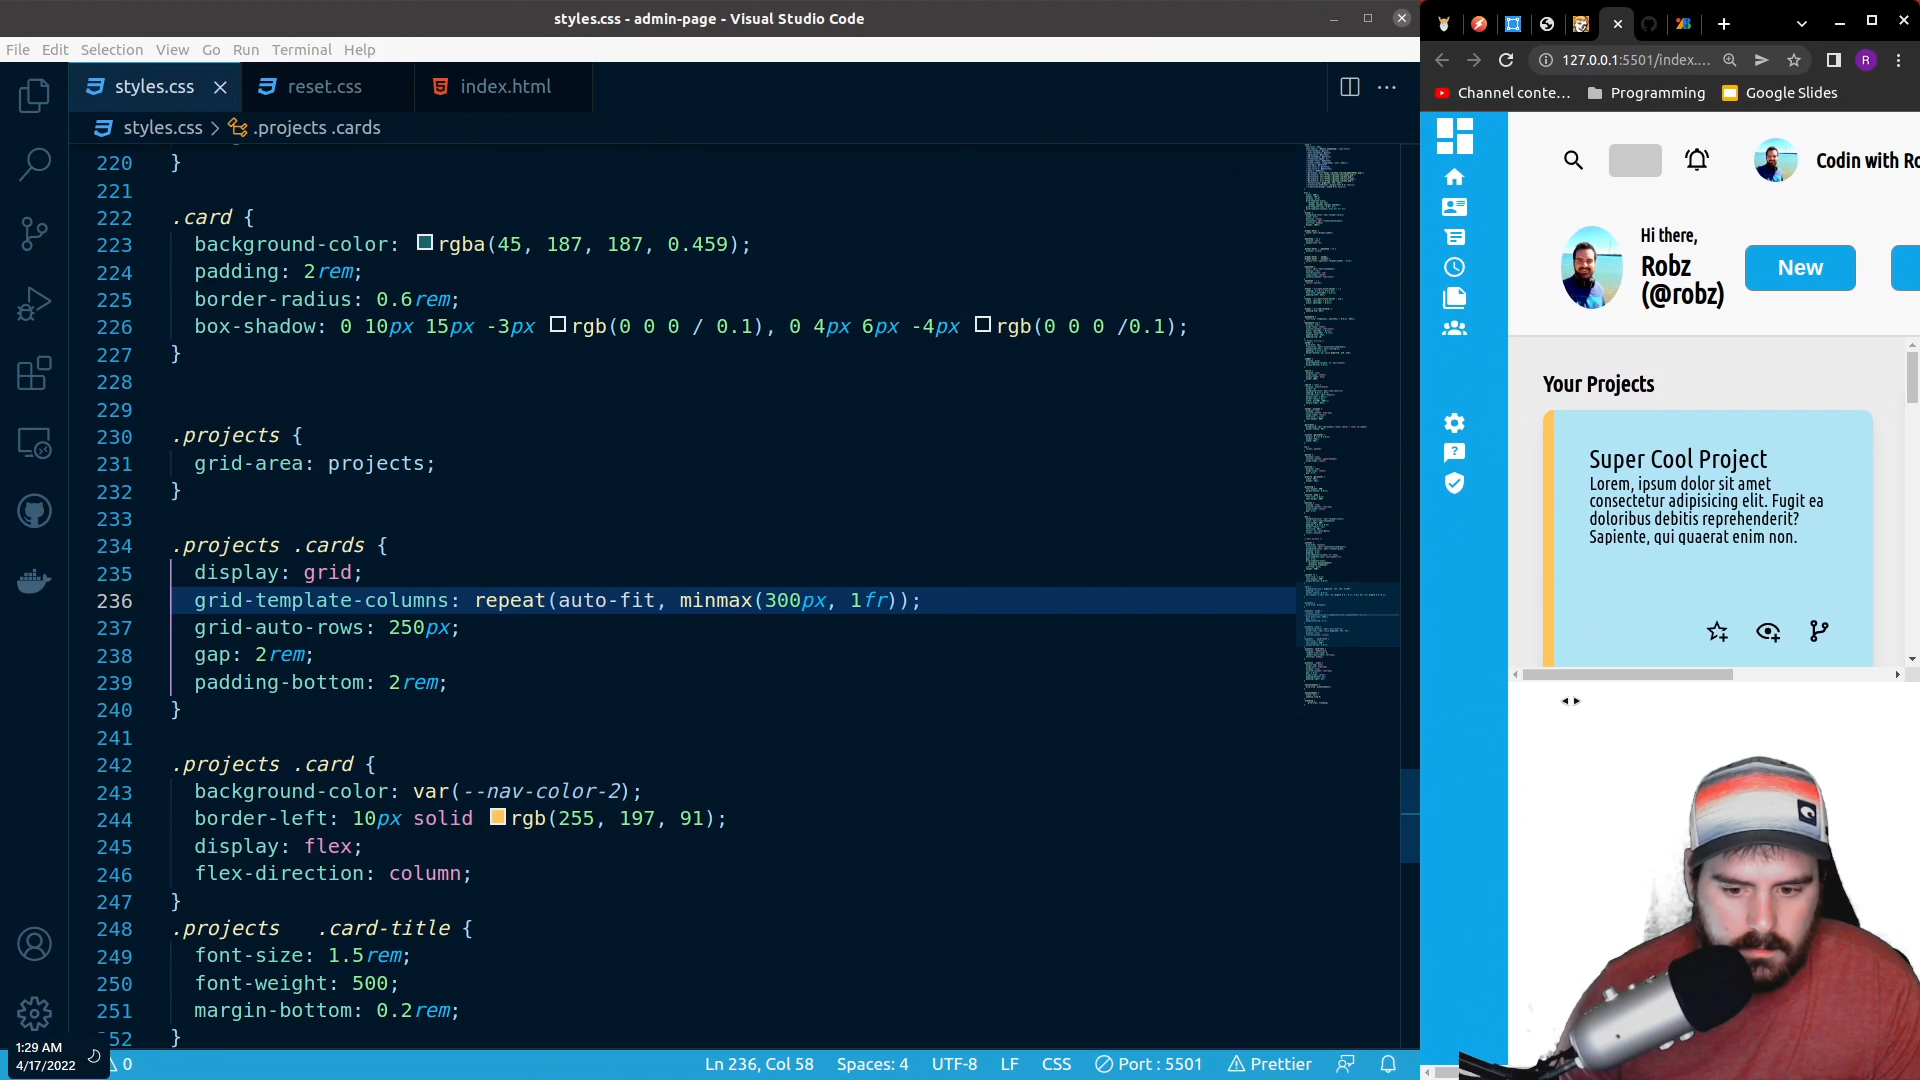 styles.css - admin-page - Visual Studio Code
File Edit Selection View Go Run Terminal Help
styles.css reset.css index.html
styles.css > .projects .cards
220 }
221
222 .card {
223 background-color: rgba(45, 187, 187, 0.459);
224 padding: 2rem;
225 border-radius: 0.6rem;
226 box-shadow: 0 10px 15px -3px rgb(0 0 0 / 0.1), 0 4px 6px -4px rgb(0 0 0 /0.1);
227 }
228
229
230 .projects {
231 grid-area: projects;
232 }
233
234 .projects .cards {
235 display: grid;
236 grid-template-columns: repeat(auto-fit, minmax(300px, 1fr));
237 grid-auto-rows: 250px;
238 gap: 2rem;
239 padding-bottom: 2rem;
240 }
241
242 .projects .card {
243 background-color: var(--nav-color-2);
244 border-left: 10px solid rgb(255, 197, 91);
245 display: flex;
246 flex-direction: column;
247 }
248 .projects .card-title {
249 font-size: 1.5rem;
250 font-weight: 500;
251 margin-bottom: 0.2rem;
252 }
1:29 AM
4/17/2022
0
Ln 236, Col 58 Spaces: 4 UTF-8 LF CSS Port : 5501 Prettier
127.0.0.1:5501/index....
R
Channel conte... Programming Google Slides
Codin with Ro
Hi there,
Robz
(@robz)
New
Your Projects
Super Cool Project
Lorem, ipsum dolor sit amet
consectetur adipisicing elit. Fugit ea
doloribus debitis reprehenderit?
Sapiente, qui quaerat enim non.